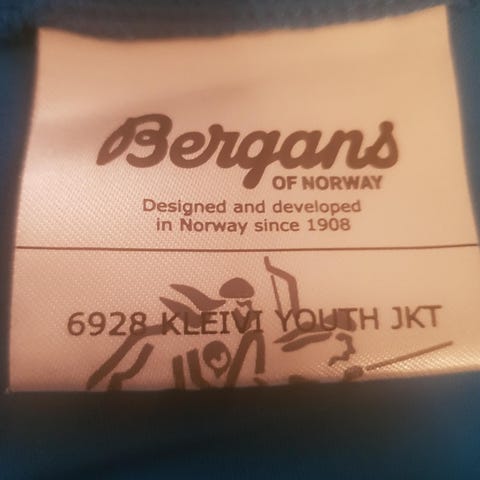 Bergans
OF NORWAY
Designed and developed
in Norway since 1908
6928 KLEIVI YOUTH JKT